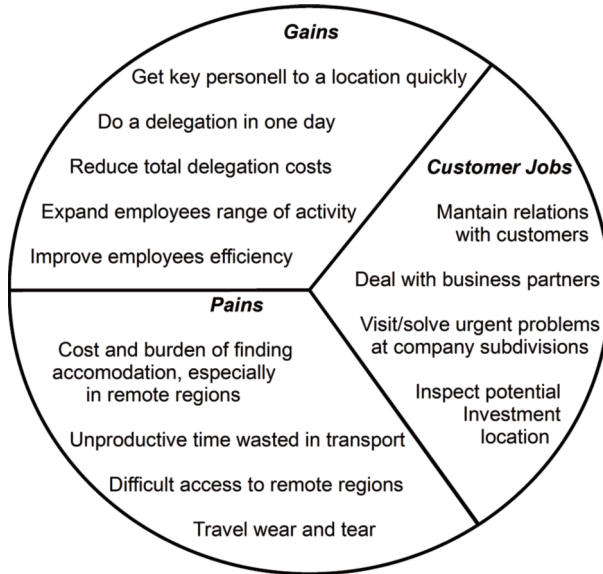 Gains
Get key personell to a location quickly
Do a delegation in one day
Reduce total delegation costs
Expand employees range of activity
Improve employees efficiency
Customer Jobs
Mantain relations
with customers
Deal with business partners
Visit/solve urgent problems
at company subdivisions
Inspect potential
Investment
location
Pains
Cost and burden of finding
accomodation, especially
in remote regions
Unproductive time wasted in transport
Difficult access to remote regions
Travel wear and tear